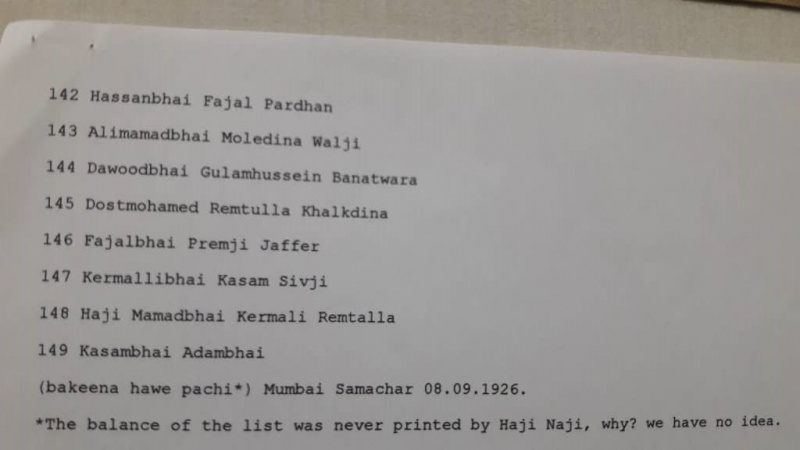 142 Hassanbhai Fajal Pardhan
143 Alimamadbhai Moledina Walji
144 Dawoodbhai Gulamhussein Banatwara
145 Dostmohamed Remtulla Khalkdina
146 Fajalbhai Premji Jaffer
147 Kermallibhai Kasam Sivji
148 Haji Mamadbhai Kermali Remtalla
149 Kasambhai Adambhai
(bakeena hawe pachi*) Mumbai Samachar 08.09.1926.
*The balance of the list was never printed by Haji Naji, why? we have no idea.